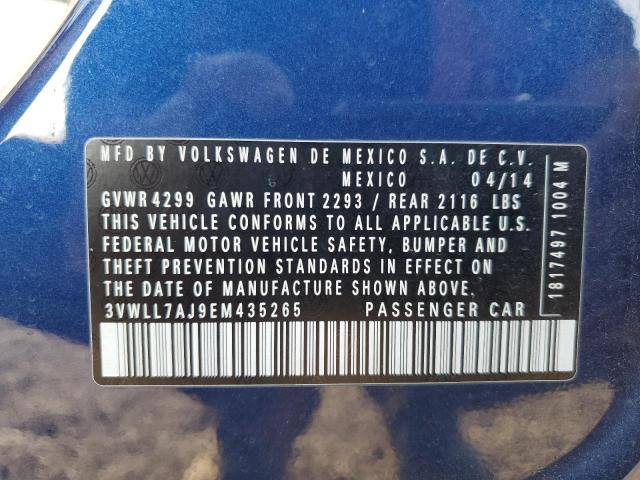 MFD BY VOLKSWAGEN DE MEXICO S.A. DE C.V.
MEXICO 04/14
GVWR 4299 GAWR FRONT 2293 / REAR 2116 LBS
THIS VEHICLE CONFORMS TO ALL APPLICABLE U.S.
FEDERAL MOTOR VEHICLE SAFETY, BUMPER AND
THEFT PREVENTION STANDARDS IN EFFECT ON
THE DATE OF MANUFACTURE SHOWN ABOVE.
3VWLL7AJ9EM435265 PASSENGER CAR
1817497 1004 M